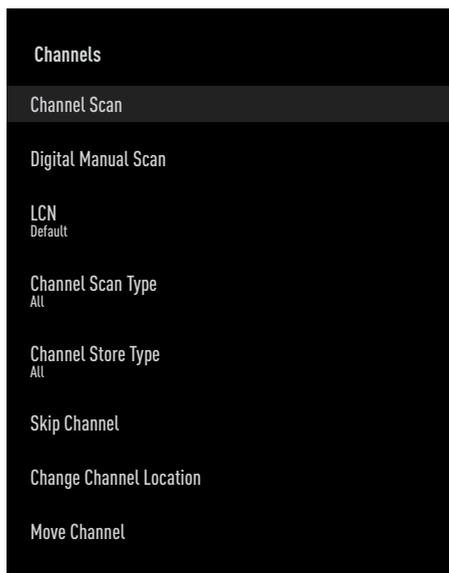 Channels
Channel Scan
Digital Manual Scan
LCN
Default
Channel Scan Type
All
Channel Store Type
All
Skip Channel
Change Channel Location
Move Channel